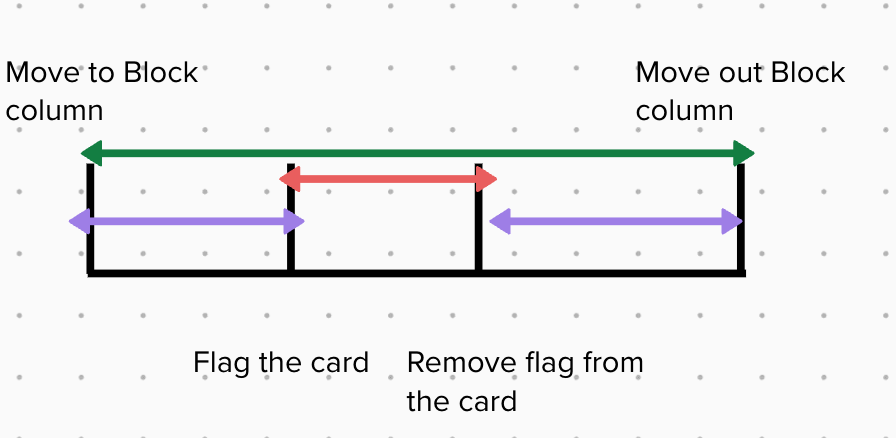 Move to Block
column
Move out Block
column
Flag the card
Remove flag from
the card